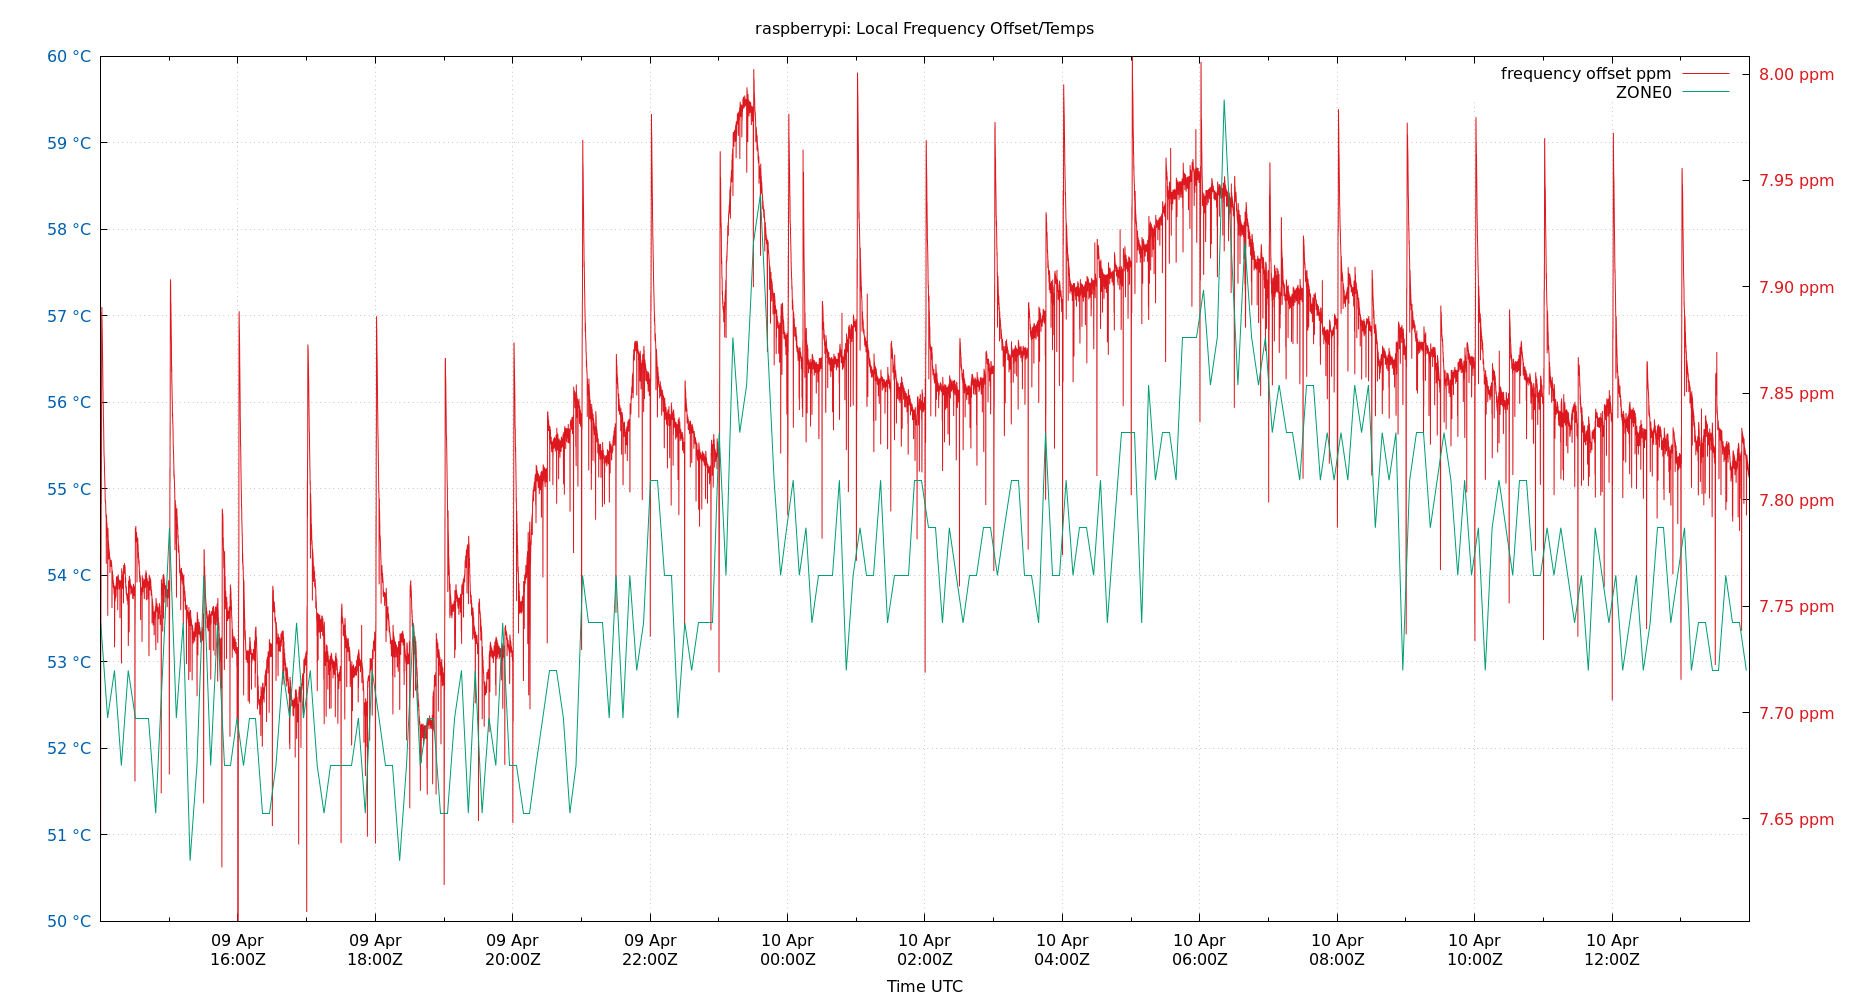 raspberrypi: Local Frequency Offset/Temps
60 °C
59 °C
58 °C
57 °C
56 °C
55 °C
54 °C
53 °C
52 °C
51 °C
50 °C
frequency offset ppm
ZONE0
8.00 ppm
7.95 ppm
7.90 ppm
7.85 ppm
7.80 ppm
7.75 ppm
7.70 ppm
7.65 ppm
09 Apr
16:00Z
09 Apr
18:00Z
09 Apr
20:00Z
09 Apr
22:00Z
10 Apr
00:00Z
10 Apr
02:00Z
10 Apr
04:00Z
10 Apr
06:00Z
10 Apr
08:00Z
10 Apr
10:00Z
10 Apr
12:00Z
Time UTC